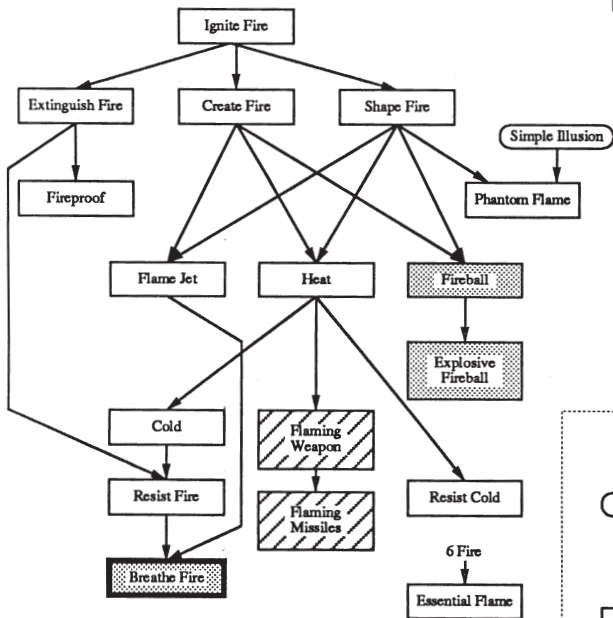 Ignite Fire
Extinguish Fire
Create Fire
Shape Fire
Simple Illusion
Fireproof
Phantom Flame
Flame Jet
Heat
Fireball
Explosive
Fireball
Cold
Flaming
Weapon
Resist Fire
Flaming
Missiles
Resist Cold
6 Fire
Breathe Fire
Essential Flame